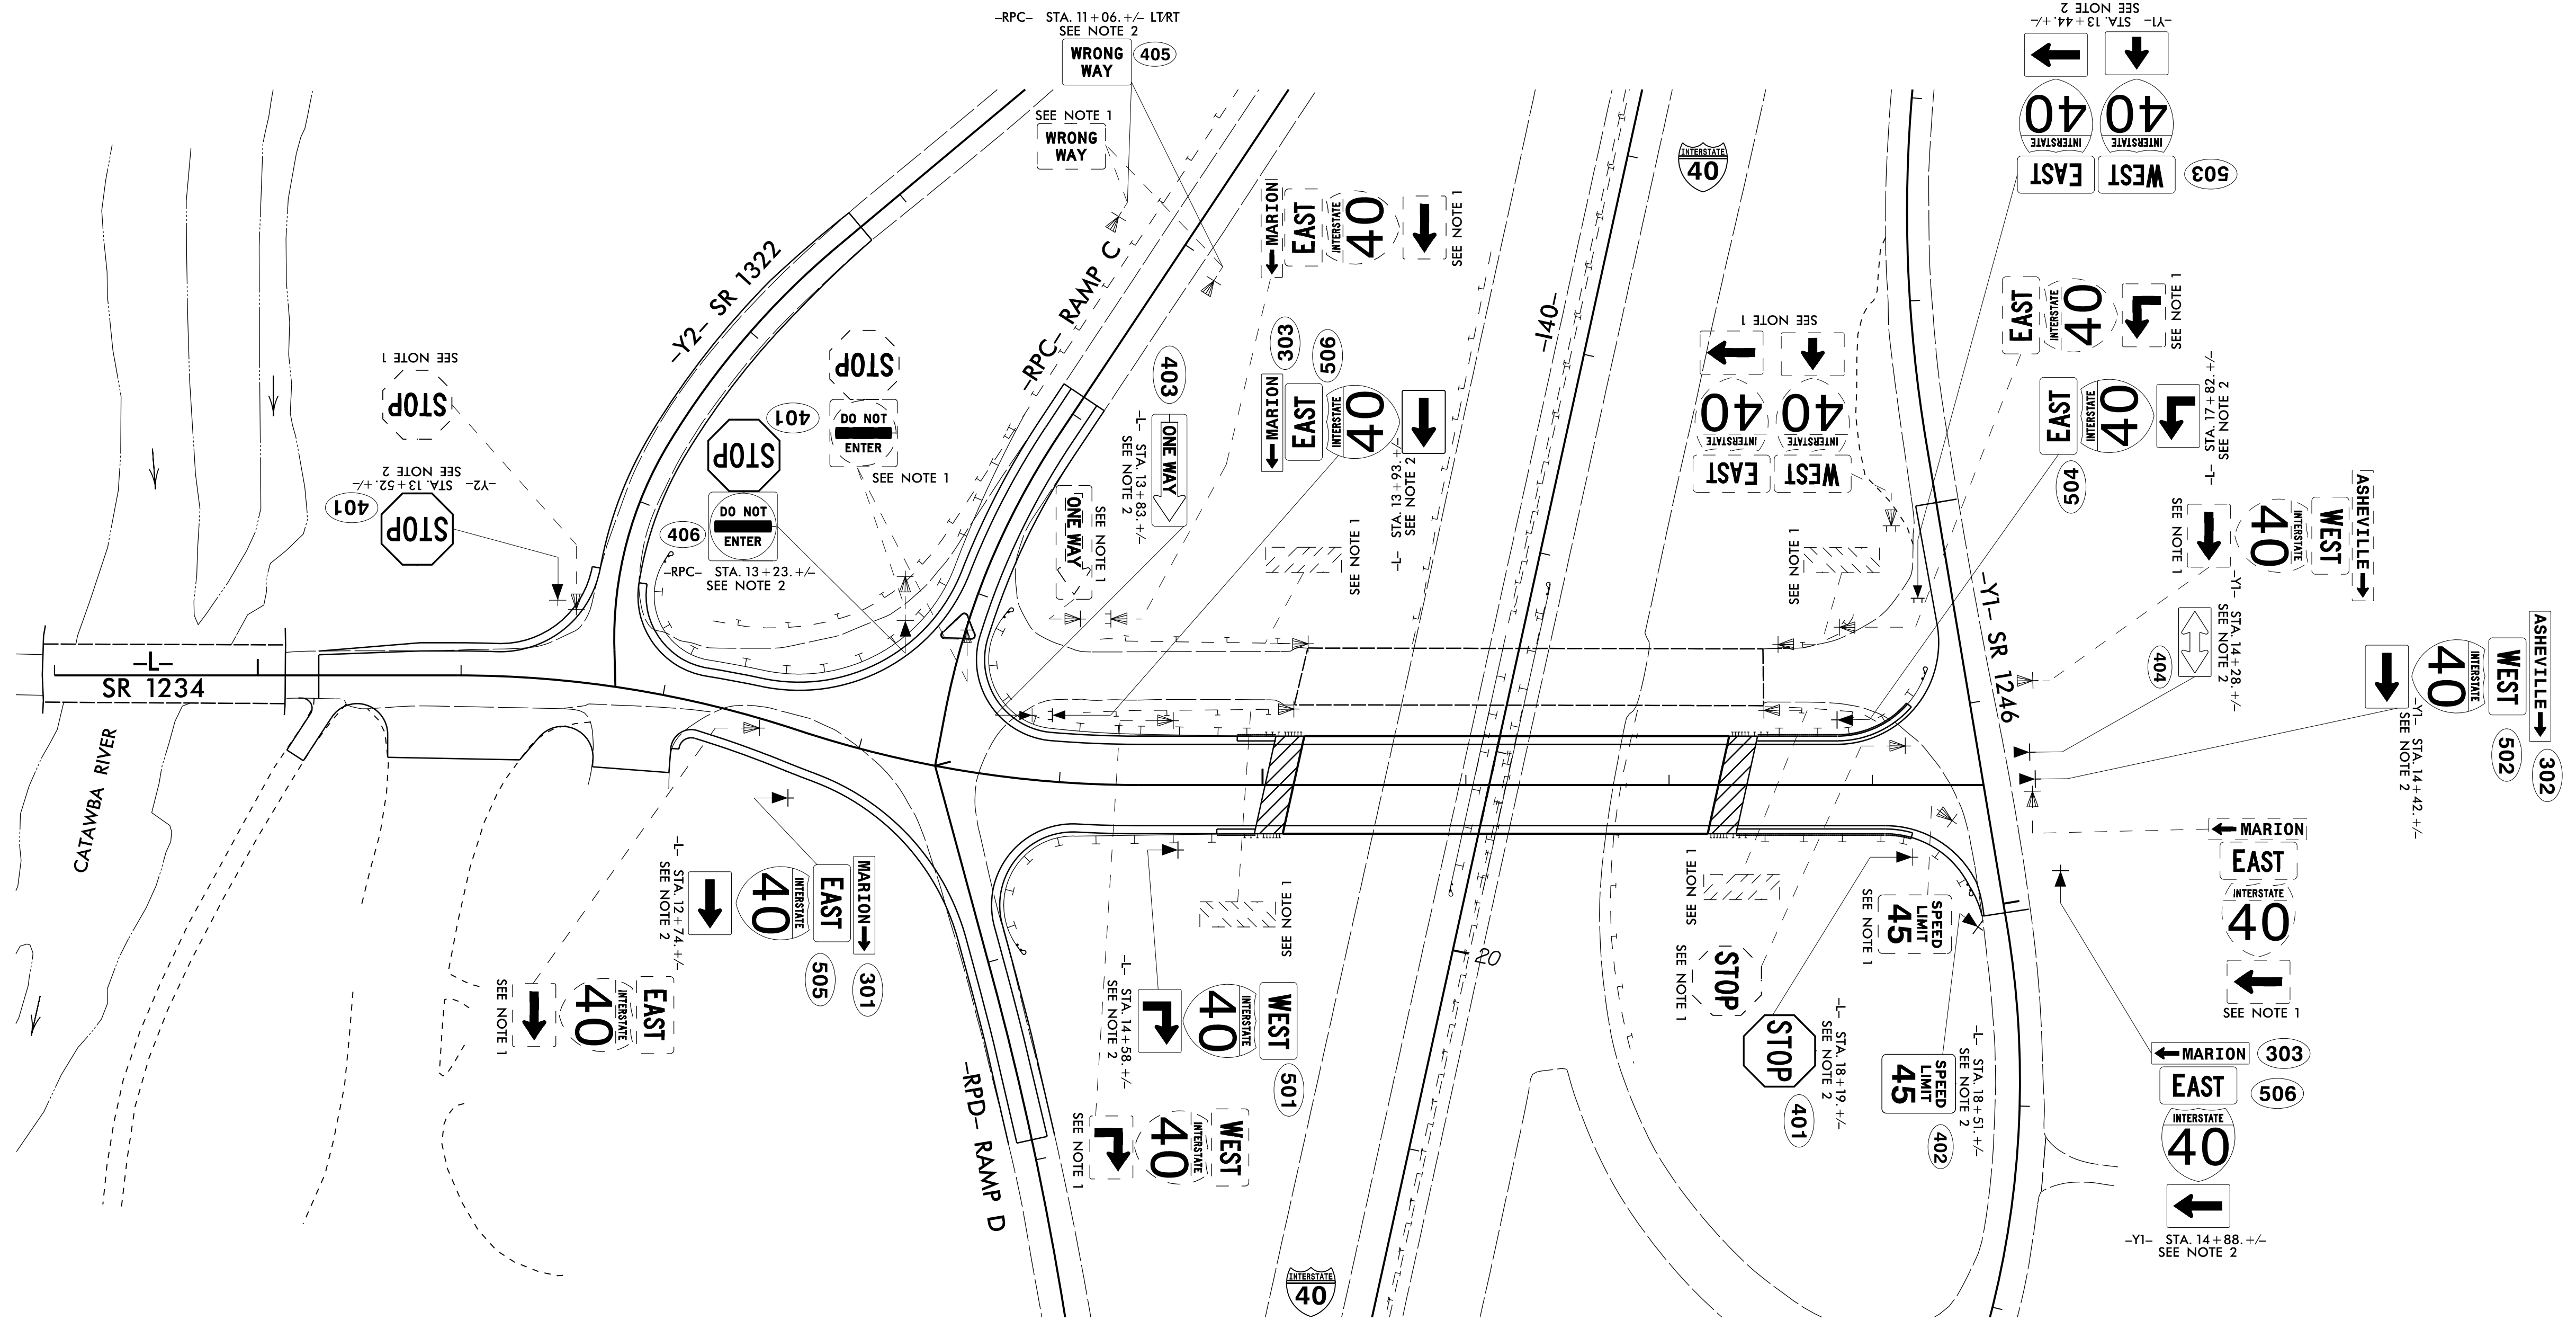 -RPC- STA. 11+06.+/- LT/RT
SEE NOTE 2
WRONG
WAY
405
SEE NOTE 1
WRONG
WAY
-Y1- STA. 13+44.+/-
SEE NOTE 2
EAST
INTERSTATE
40
WEST
INTERSTATE
40
503
INTERSTATE
40
-Y2- SR 1322
-RPC- RAMP C
-I40-
MARION
EAST
INTERSTATE
40
SEE NOTE 1
303
506
MARION
EAST
INTERSTATE
40
-L- STA. 13+93.+/-
SEE NOTE 2
403
ONE WAY
-L- STA. 13+83.+/-
SEE NOTE 2
ONE WAY
SEE NOTE 1
SEE NOTE 1
STOP
SEE NOTE 1
STOP
401
-Y2- STA. 13+52.+/-
SEE NOTE 2
STOP
401
DO NOT
ENTER
406
-RPC- STA. 13+23.+/-
SEE NOTE 2
STOP
DO NOT
ENTER
SEE NOTE 1
EAST
INTERSTATE
40
WEST
INTERSTATE
40
SEE NOTE 1
SEE NOTE 1
EAST
INTERSTATE
40
SEE NOTE 1
EAST
INTERSTATE
40
504
-L- STA. 17+82.+/-
SEE NOTE 2
ASHEVILLE
WEST
INTERSTATE
40
SEE NOTE 1
404
-Y1- STA. 14+28.+/-
SEE NOTE 2
ASHEVILLE
WEST
INTERSTATE
40
302
502
-Y1- STA. 14+42.+/-
SEE NOTE 2
-Y1- SR 1246
-L-
SR 1234
CATAWBA RIVER
MARION
EAST
INTERSTATE
40
301
505
-L- STA. 12+74.+/-
SEE NOTE 2
EAST
INTERSTATE
40
SEE NOTE 1
-RPD- RAMP D
WEST
INTERSTATE
40
501
-L- STA. 14+58.+/-
SEE NOTE 2
WEST
INTERSTATE
40
SEE NOTE 1
SEE NOTE 1
20
INTERSTATE
40
SEE NOTE 1
STOP
SEE NOTE 1
STOP
401
-L- STA. 18+19.+/-
SEE NOTE 2
SPEED
LIMIT
45
SEE NOTE 1
SPEED
LIMIT
45
402
-L- STA. 18+51.+/-
SEE NOTE 2
MARION
EAST
INTERSTATE
40
SEE NOTE 1
MARION
303
EAST
506
INTERSTATE
40
-Y1- STA. 14+88.+/-
SEE NOTE 2